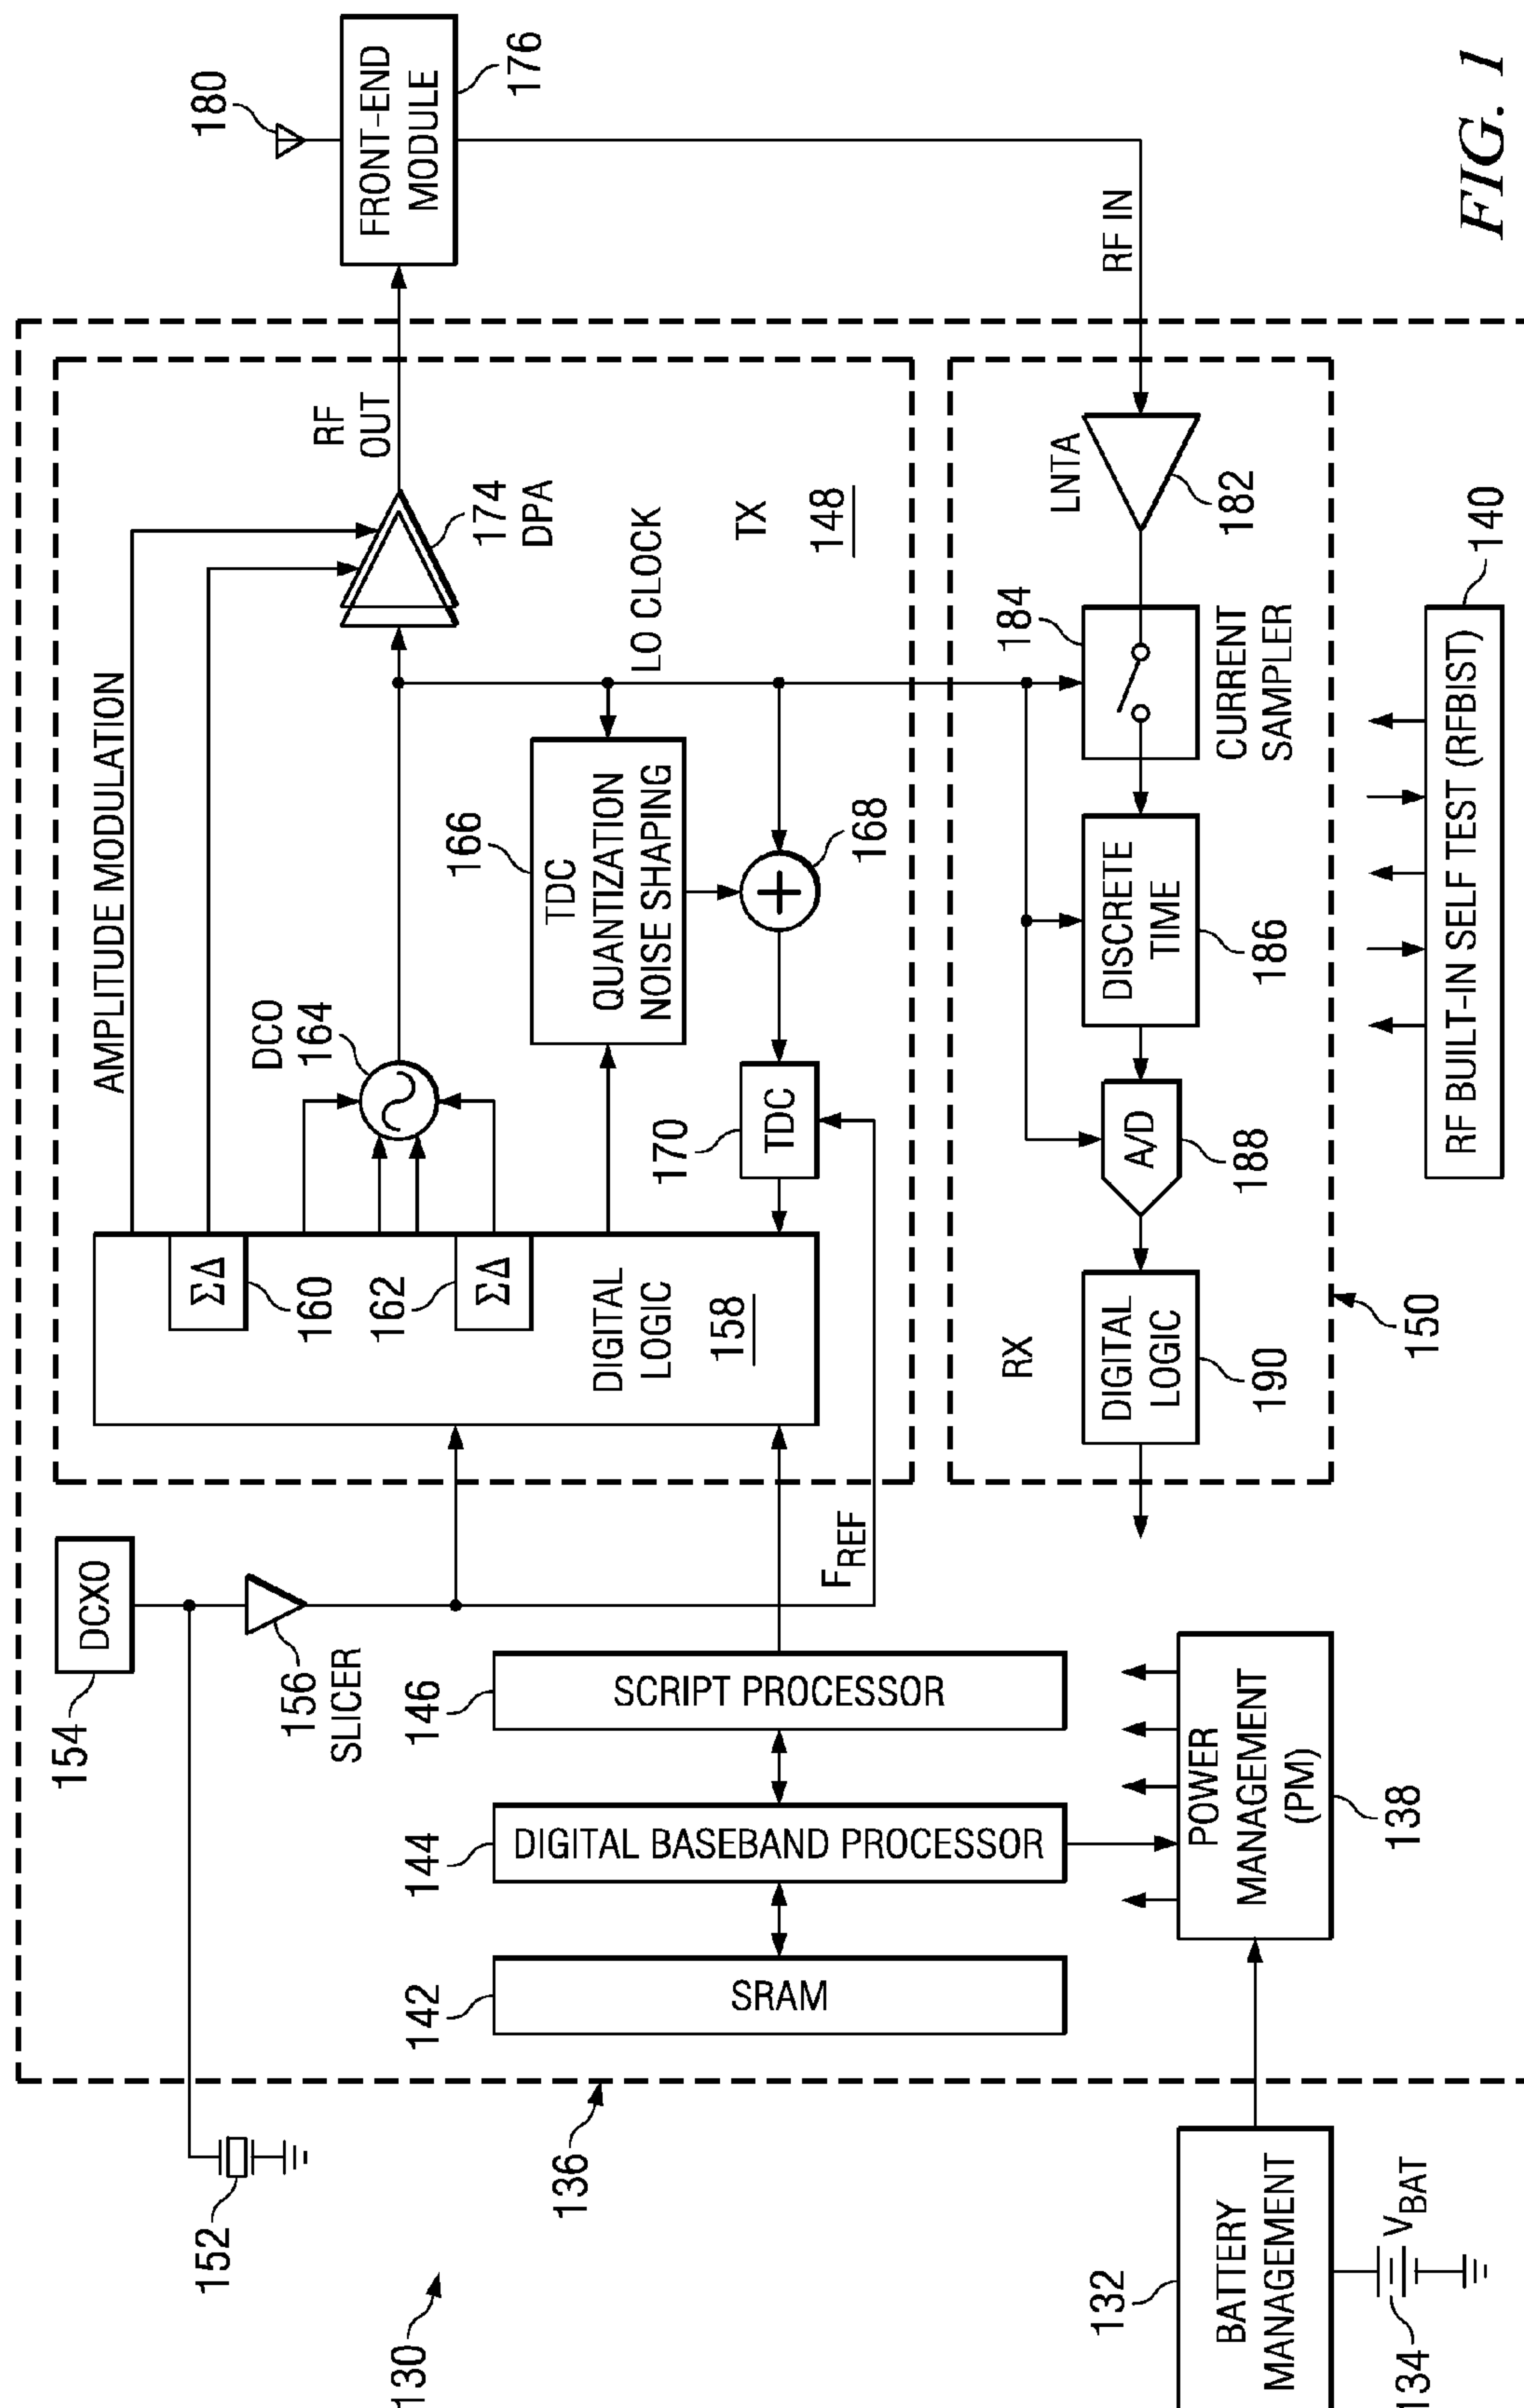 130
152
136
154
DCXO
156
SLICER
142
SRAM
144
DIGITAL BASEBAND PROCESSOR
146
SCRIPT PROCESSOR
F_REF
132
BATTERY
MANAGEMENT
134
V_BAT
POWER
MANAGEMENT
(PM)
138
AMPLITUDE MODULATION
ΣΔ
160
162
ΣΔ
DIGITAL
LOGIC
158
DCO
164
166
TDC
QUANTIZATION
NOISE SHAPING
168
170
TDC
RF
OUT
174
DPA
LO CLOCK
TX
148
180
FRONT-END
MODULE
176
RF IN
LNTA
182
184
CURRENT
SAMPLER
DISCRETE
TIME
186
A/D
188
RX
DIGITAL
LOGIC
190
150
140
RF BUILT-IN SELF TEST (RFBIST)
FIG. 1